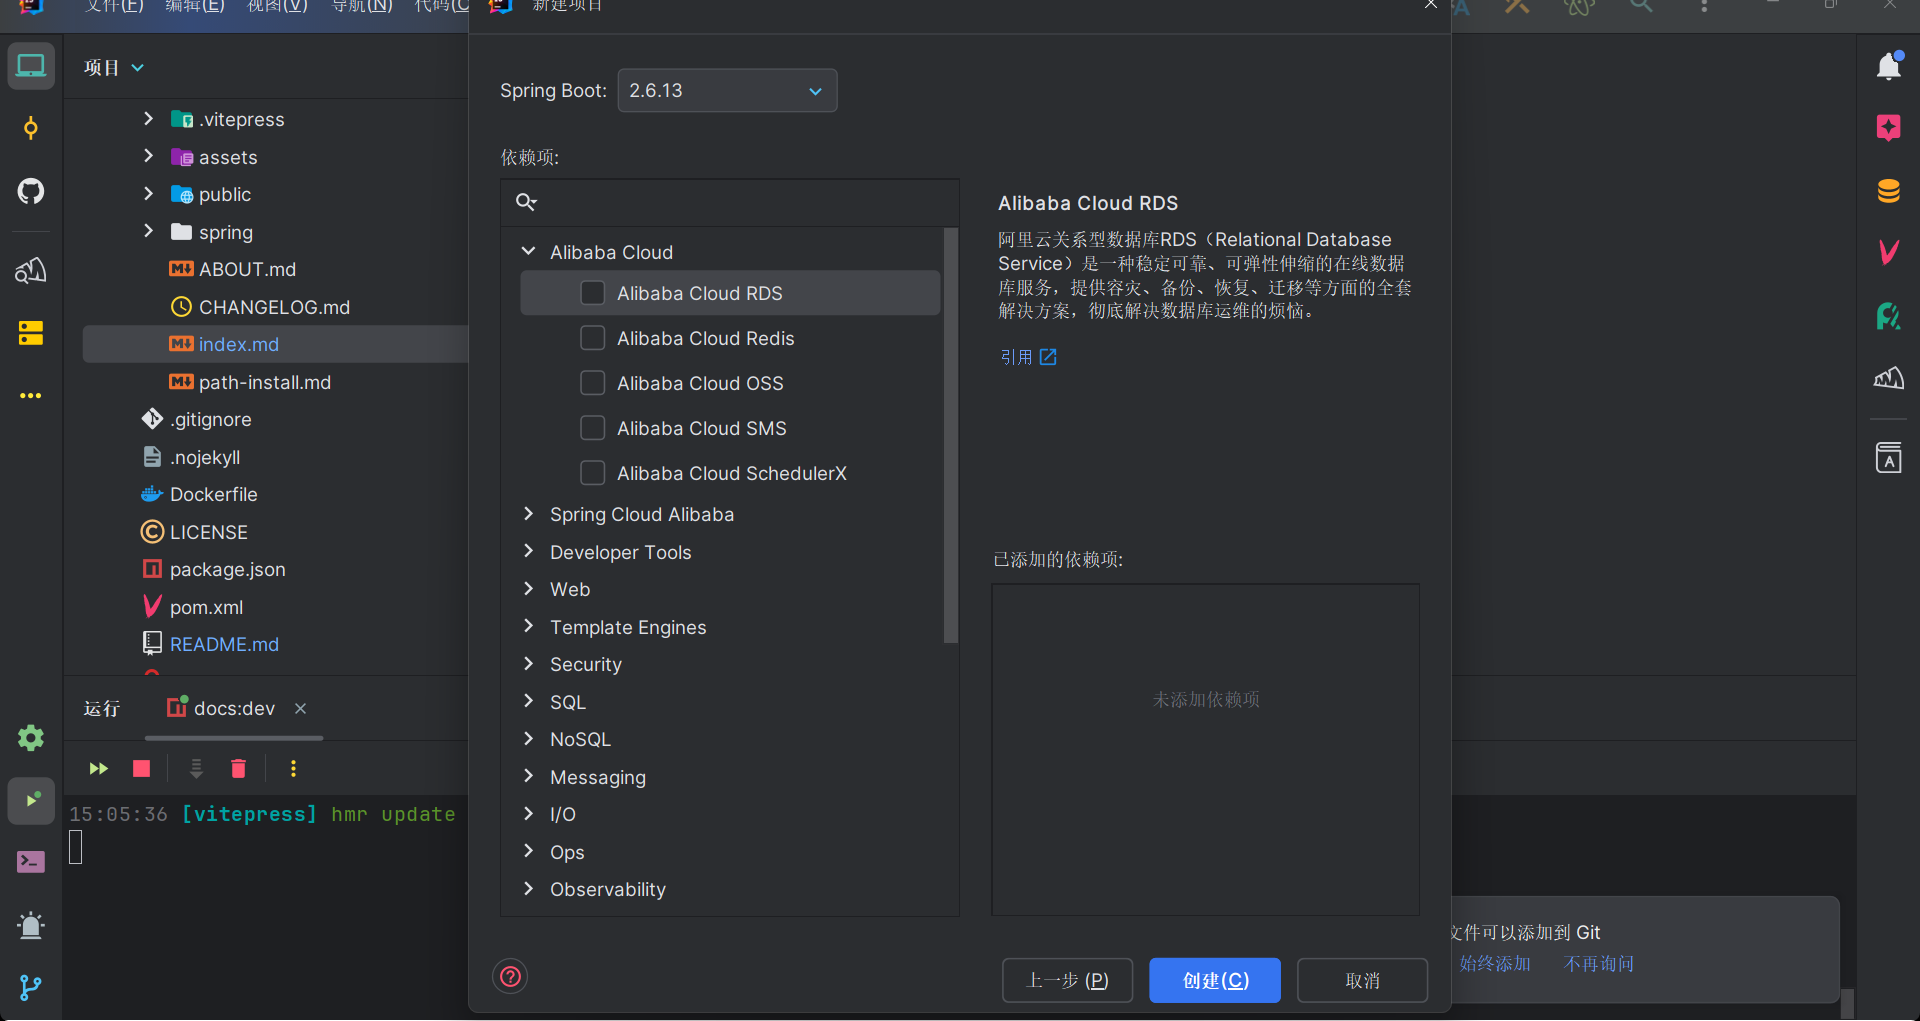 文件(F) 编辑(E) 视图(V) 导航(N) 代码(C
新建项目
项目
.vitepress
assets
public
spring
ABOUT.md
CHANGELOG.md
index.md
path-install.md
.gitignore
.nojekyll
Dockerfile
LICENSE
package.json
pom.xml
README.md
运行 docs:dev
15:05:36 [vitepress] hmr update
Spring Boot: 2.6.13
依赖项:
Alibaba Cloud
Alibaba Cloud RDS
Alibaba Cloud Redis
Alibaba Cloud OSS
Alibaba Cloud SMS
Alibaba Cloud SchedulerX
Spring Cloud Alibaba
Developer Tools
Web
Template Engines
Security
SQL
NoSQL
Messaging
I/O
Ops
Observability
Alibaba Cloud RDS
阿里云关系型数据库RDS（Relational Database
Service）是一种稳定可靠、可弹性伸缩的在线数据
库服务，提供容灾、备份、恢复、迁移等方面的全套
解决方案，彻底解决数据库运维的烦恼。
引用
已添加的依赖项:
未添加依赖项
上一步 (P) 创建(C) 取消
文件可以添加到 Git
始终添加 不再询问